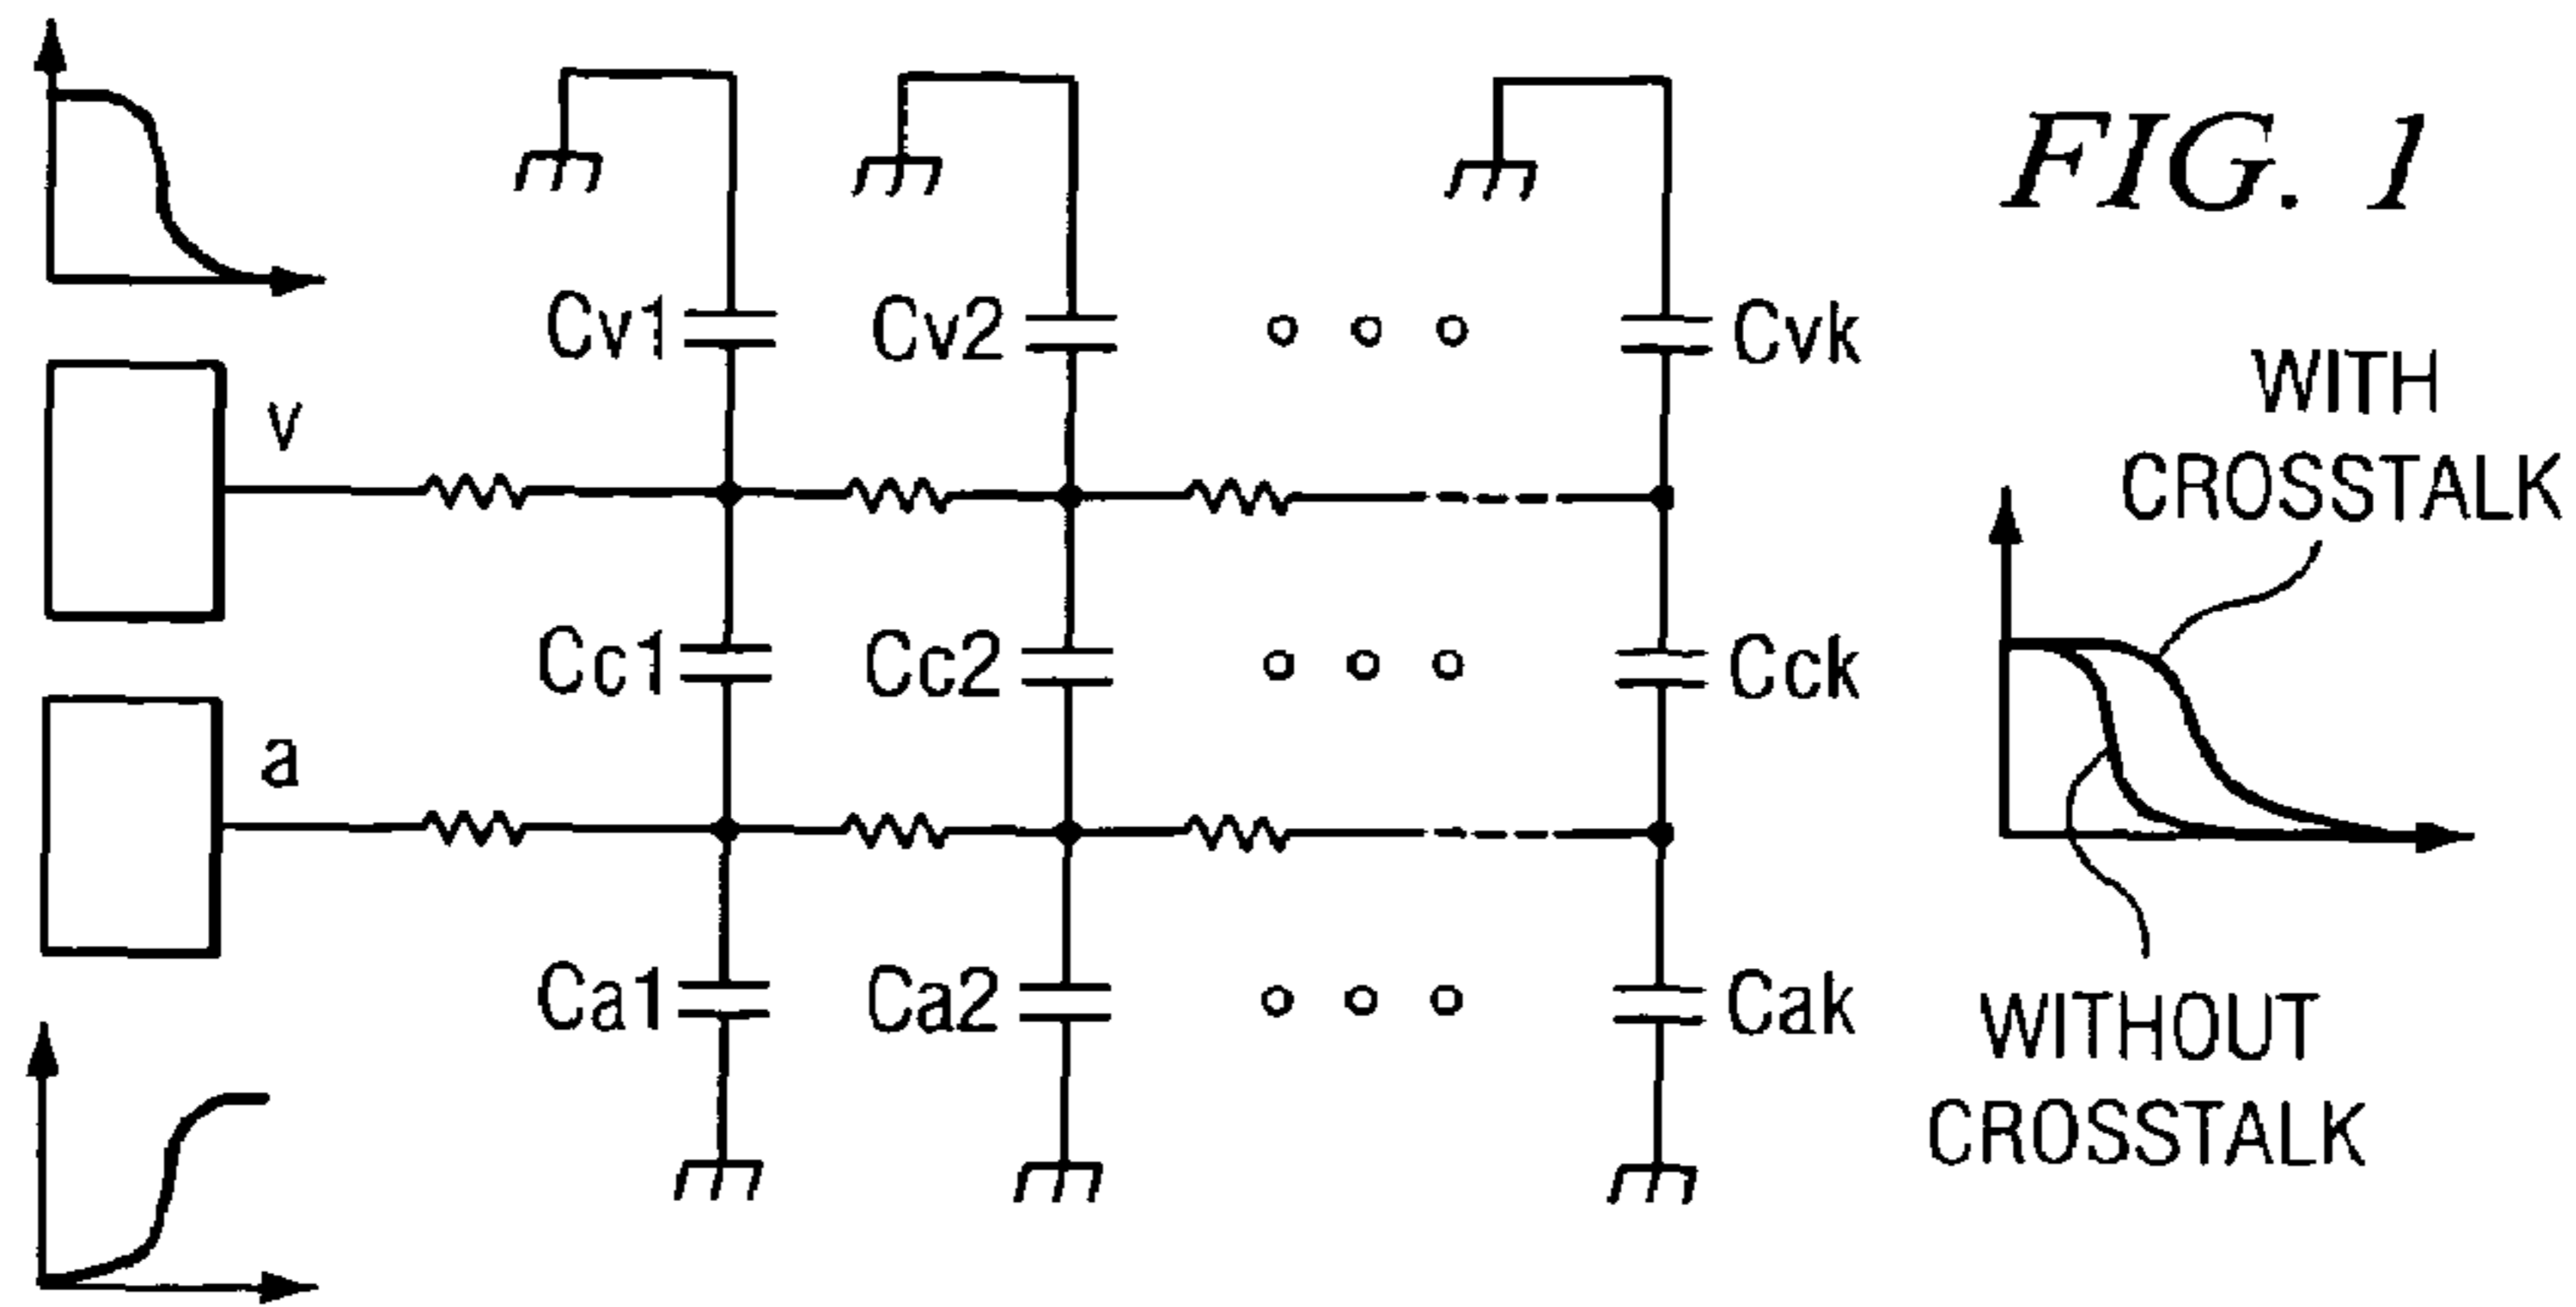 FIG. 1
Cv1
Cv2
Cvk
v
WITH
CROSSTALK
Cc1
Cc2
Cck
a
Ca1
Ca2
Cak
WITHOUT
CROSSTALK